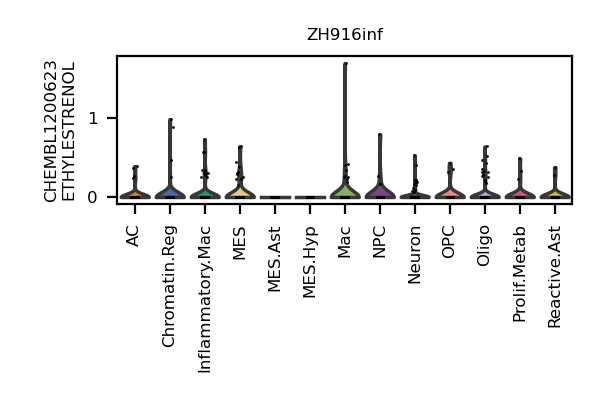 ZH916inf
CHEMBL1200623
ETHYLESTRENOL
1
0
AC
Chromatin.Reg
Inflammatory.Mac
MES
MES.Ast
MES.Hyp
Mac
NPC
Neuron
OPC
Oligo
Prolif.Metab
Reactive.Ast